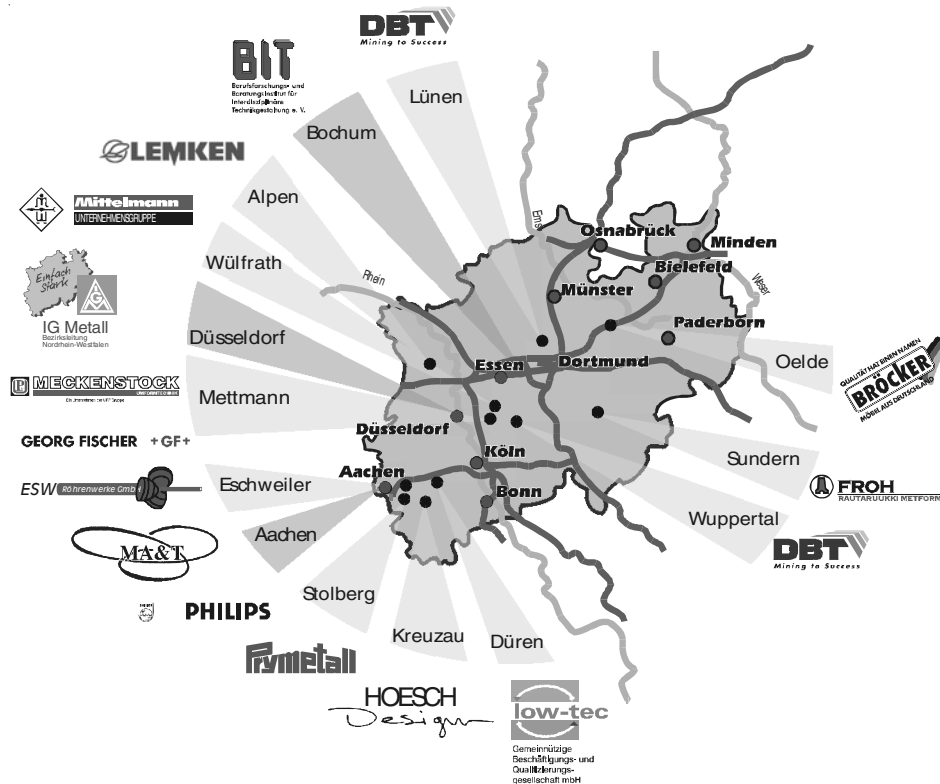 DBT
Mining to Success
BIT
Berufsforschungs- und
Beratungsinstitut für
Interdisziplinäre
Technikgestaltung e. V.
Lünen
Bochum
LEMKEN
Alpen
Mittelmann
UNTERNEHMENSGRUPPE
Wülfrath
Einfach
Stark
IG Metall
Bezirksleitung
Nordrhein-Westfalen
Düsseldorf
MECKENSTOCK
UMFORMTECHNIK
Mettmann
GEORG FISCHER +GF+
ESW Röhrenwerke GmbH
Eschweiler
MA&T
Aachen
PHILIPS
Stolberg
Prymetall
Kreuzau
HOESCH
Design
Düren
low-tec
Gemeinnützige
Beschäftigungs- und
Qualifizierungs-
gesellschaft mbH
Ems
Rhein
Weser
Osnabrück
Minden
Bielefeld
Münster
Paderborn
Essen
Dortmund
Düsseldorf
Köln
Aachen
Bonn
Oelde
QUALITÄT HAT EINEN NAMEN
BRÖCKER
MÖBEL AUS DEUTSCHLAND
Sundern
FROH
RAUTARUUKKI METFORM
Wuppertal
DBT
Mining to Success